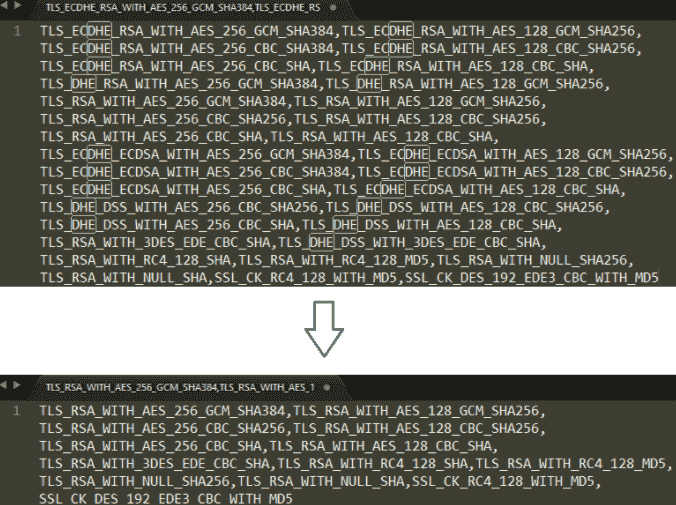 TLS_ECDHE_RSA_WITH_AES_256_GCM_SHA384,TLS_ECDHE_RS
1 TLS_ECDHE_RSA_WITH_AES_256_GCM_SHA384,TLS_ECDHE_RSA_WITH_AES_128_GCM_SHA256,
TLS_ECDHE_RSA_WITH_AES_256_CBC_SHA384,TLS_ECDHE_RSA_WITH_AES_128_CBC_SHA256,
TLS_ECDHE_RSA_WITH_AES_256_CBC_SHA,TLS_ECDHE_RSA_WITH_AES_128_CBC_SHA,
TLS_DHE_RSA_WITH_AES_256_GCM_SHA384,TLS_DHE_RSA_WITH_AES_128_GCM_SHA256,
TLS_RSA_WITH_AES_256_GCM_SHA384,TLS_RSA_WITH_AES_128_GCM_SHA256,
TLS_RSA_WITH_AES_256_CBC_SHA256,TLS_RSA_WITH_AES_128_CBC_SHA256,
TLS_RSA_WITH_AES_256_CBC_SHA,TLS_RSA_WITH_AES_128_CBC_SHA,
TLS_ECDHE_ECDSA_WITH_AES_256_GCM_SHA384,TLS_ECDHE_ECDSA_WITH_AES_128_GCM_SHA256,
TLS_ECDHE_ECDSA_WITH_AES_256_CBC_SHA384,TLS_ECDHE_ECDSA_WITH_AES_128_CBC_SHA256,
TLS_ECDHE_ECDSA_WITH_AES_256_CBC_SHA,TLS_ECDHE_ECDSA_WITH_AES_128_CBC_SHA,
TLS_DHE_DSS_WITH_AES_256_CBC_SHA256,TLS_DHE_DSS_WITH_AES_128_CBC_SHA256,
TLS_DHE_DSS_WITH_AES_256_CBC_SHA,TLS_DHE_DSS_WITH_AES_128_CBC_SHA,
TLS_RSA_WITH_3DES_EDE_CBC_SHA,TLS_DHE_DSS_WITH_3DES_EDE_CBC_SHA,
TLS_RSA_WITH_RC4_128_SHA,TLS_RSA_WITH_RC4_128_MD5,TLS_RSA_WITH_NULL_SHA256,
TLS_RSA_WITH_NULL_SHA,SSL_CK_RC4_128_WITH_MD5,SSL_CK_DES_192_EDE3_CBC_WITH_MD5
TLS_RSA_WITH_AES_256_GCM_SHA384,TLS_RSA_WITH_AES_1
1 TLS_RSA_WITH_AES_256_GCM_SHA384,TLS_RSA_WITH_AES_128_GCM_SHA256,
TLS_RSA_WITH_AES_256_CBC_SHA256,TLS_RSA_WITH_AES_128_CBC_SHA256,
TLS_RSA_WITH_AES_256_CBC_SHA,TLS_RSA_WITH_AES_128_CBC_SHA,
TLS_RSA_WITH_3DES_EDE_CBC_SHA,TLS_RSA_WITH_RC4_128_SHA,TLS_RSA_WITH_RC4_128_MD5,
TLS_RSA_WITH_NULL_SHA256,TLS_RSA_WITH_NULL_SHA,SSL_CK_RC4_128_WITH_MD5,
SSL_CK_DES_192_EDE3_CBC_WITH_MD5